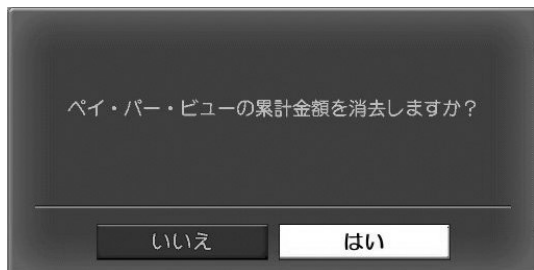 ペイ・パー・ビューの累計金額を消去しますか？
いいえ
はい